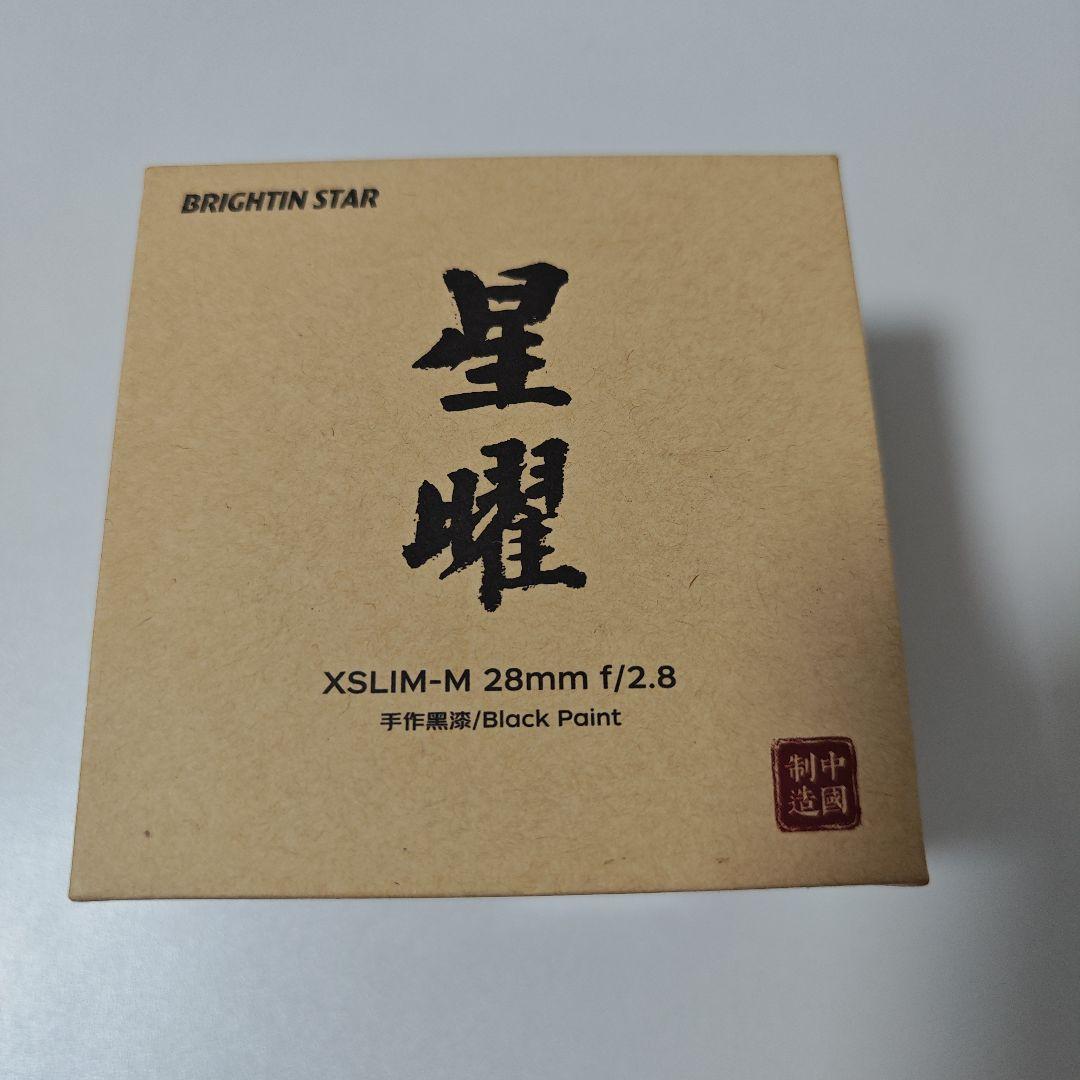 BRIGHTIN STAR
星
曜
XSLIM-M 28mm f/2.8
手作黑漆/Black Paint
中國
制造